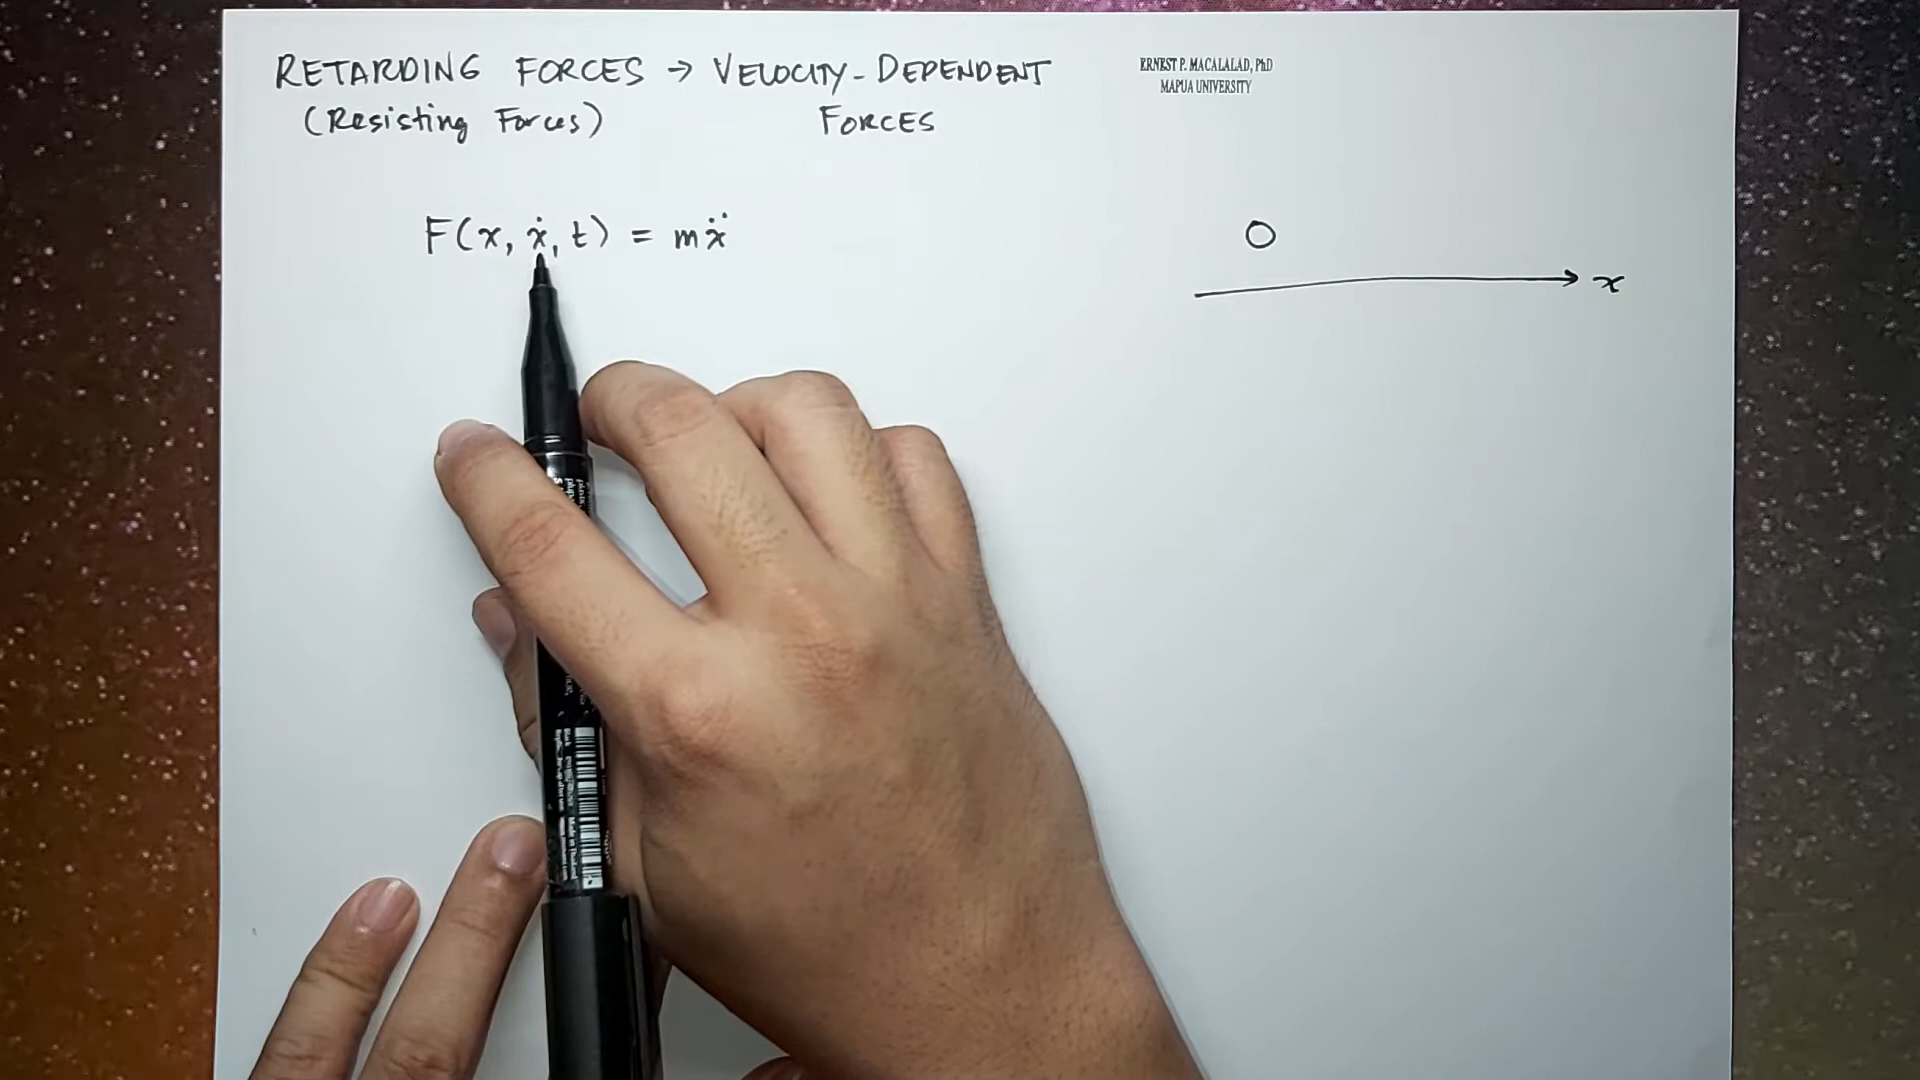 RETARDING FORCES → VELOCITY-DEPENDENT
(Resisting Forces) FORCES
ERNEST P. MACALALAD, PhD
MAPUA UNIVERSITY
F(x, ẋ, t) = mẍ
x